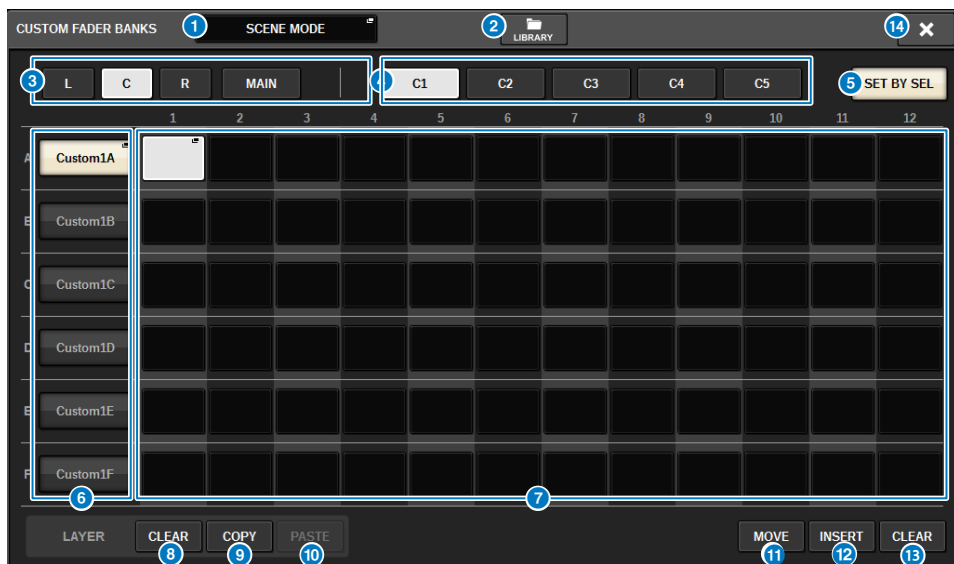 CUSTOM FADER BANKS 1 SCENE MODE 2 LIBRARY 14 ×
3 L C R MAIN 4 C1 C2 C3 C4 C5 5 SET BY SEL
1 2 3 4 5 6 7 8 9 10 11 12
A Custom1A
B Custom1B
C Custom1C
D Custom1D
E Custom1E
F Custom1F
6 7
LAYER CLEAR COPY PASTE MOVE INSERT CLEAR
8 9 10 11 12 13